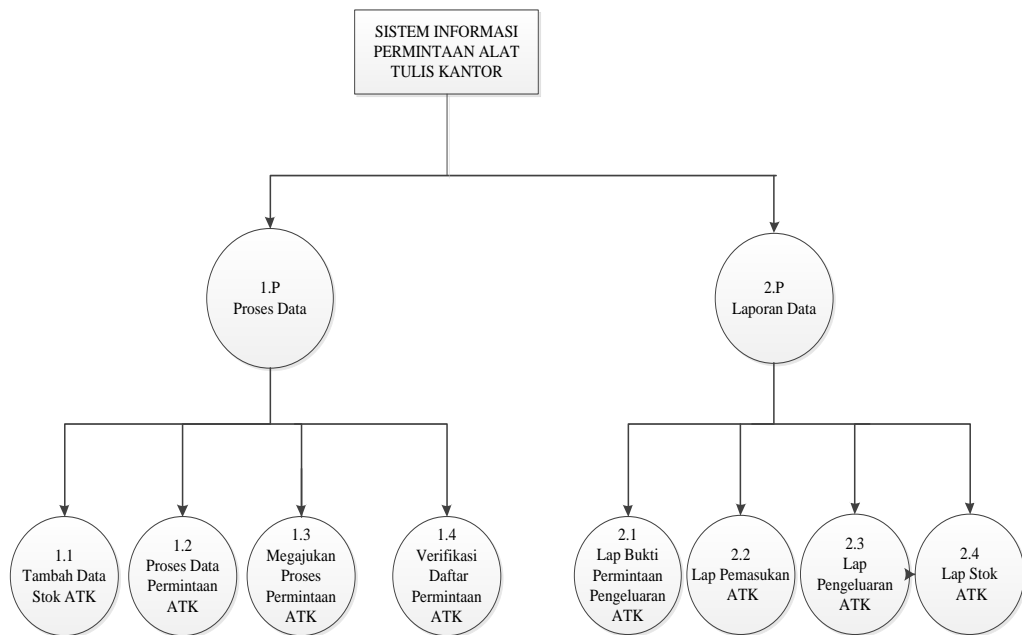 SISTEM INFORMASI
PERMINTAAN ALAT
TULIS KANTOR
1.P
Proses Data
2.P
Laporan Data
1.1
Tambah Data
Stok ATK
1.2
Proses Data
Permintaan
ATK
1.3
Megajukan
Proses
Permintaan
ATK
1.4
Verifikasi
Daftar
Permintaan
ATK
2.1
Lap Bukti
Permintaan
Pengeluaran
ATK
2.2
Lap Pemasukan
ATK
2.3
Lap
Pengeluaran
ATK
2.4
Lap Stok
ATK